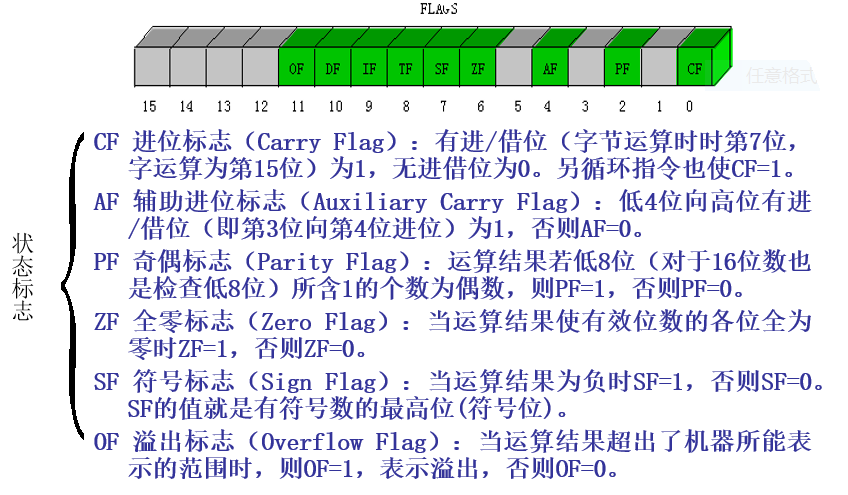 FLAGS
OF DF IF TF SF ZF AF PF CF
任意格式
15 14 13 12 11 10 9 8 7 6 5 4 3 2 1 0
CF 进位标志（Carry Flag）：有进/借位（字节运算时时第7位，
字运算为第15位）为1，无进借位为0。另循环指令也使CF=1。
AF 辅助进位标志（Auxiliary Carry Flag）：低4位向高位有进
/借位（即第3位向第4位进位）为1，否则AF=0。
状态标志
PF 奇偶标志（Parity Flag）：运算结果若低8位（对于16位数也
是检查低8位）所含1的个数为偶数，则PF=1，否则PF=0。
ZF 全零标志（Zero Flag）：当运算结果使有效位数的各位全为
零时ZF=1，否则ZF=0。
SF 符号标志（Sign Flag）：当运算结果为负时SF=1，否则SF=0。
SF的值就是有符号数的最高位(符号位)。
OF 溢出标志（Overflow Flag）：当运算结果超出了机器所能表
示的范围时，则OF=1，表示溢出，否则OF=0。